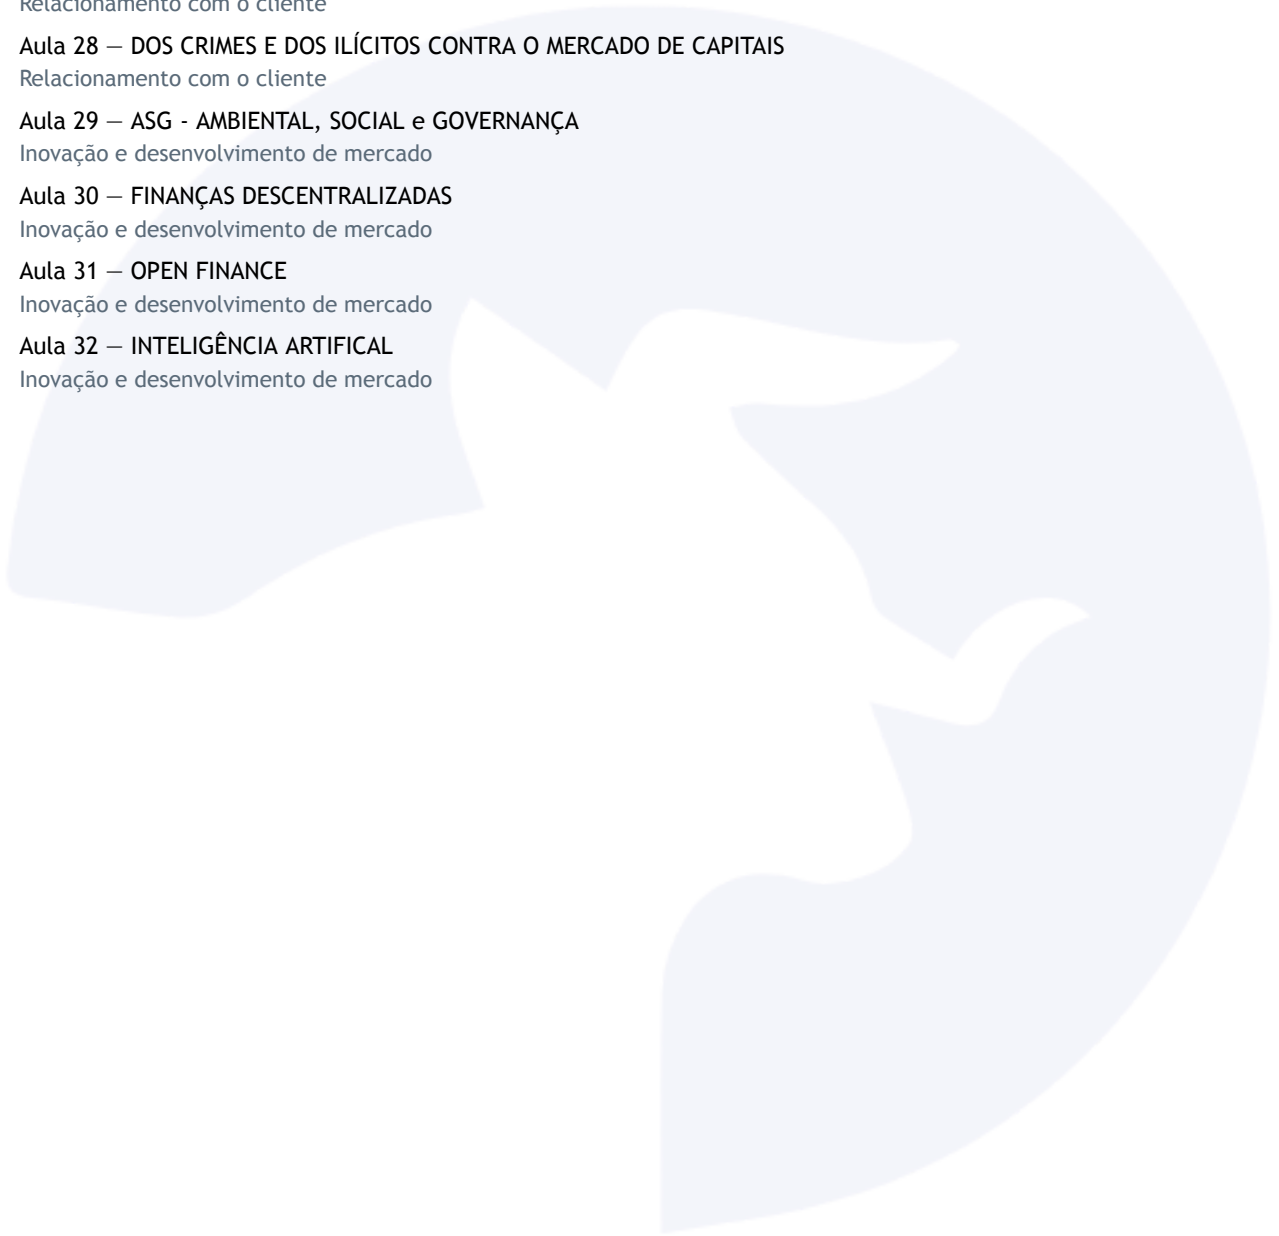 Relacionamento com o cliente
Aula 28 — DOS CRIMES E DOS ILÍCITOS CONTRA O MERCADO DE CAPITAIS
Relacionamento com o cliente
Aula 29 — ASG - AMBIENTAL, SOCIAL e GOVERNANÇA
Inovação e desenvolvimento de mercado
Aula 30 — FINANÇAS DESCENTRALIZADAS
Inovação e desenvolvimento de mercado
Aula 31 — OPEN FINANCE
Inovação e desenvolvimento de mercado
Aula 32 — INTELIGÊNCIA ARTIFICAL
Inovação e desenvolvimento de mercado